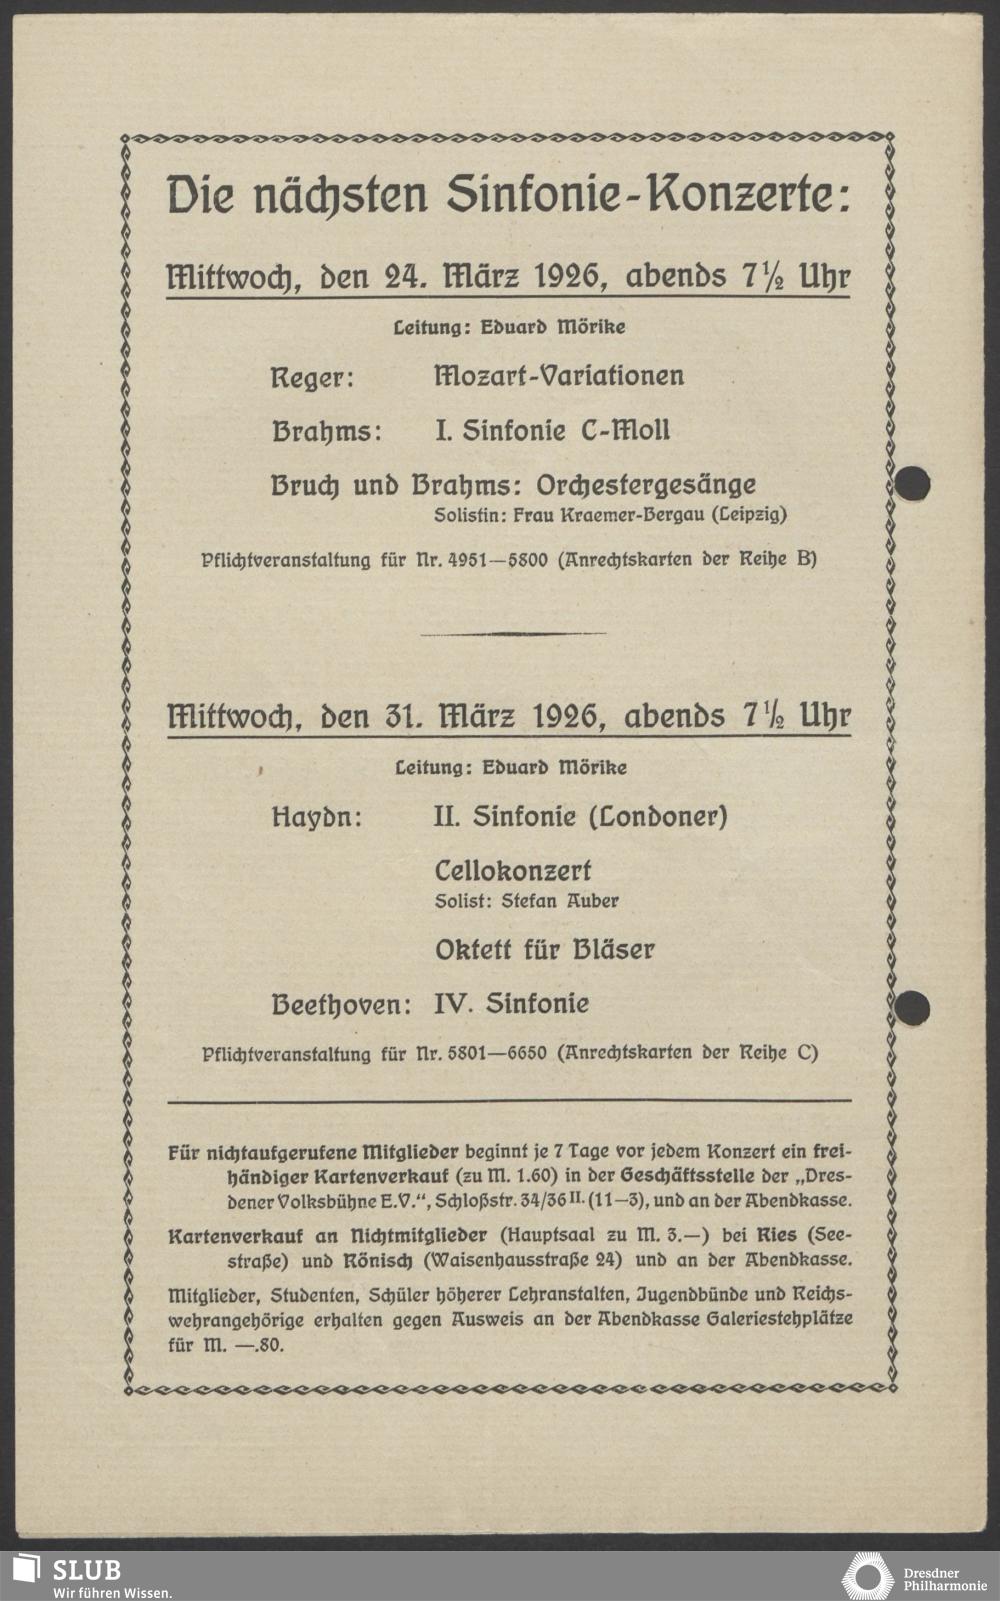 Die nächsten Sinfonie-Konzerte:
Mittwoch, den 24. März 1926, abends 7½ Uhr
Leitung: Eduard Mörike
Reger: Mozart-Variationen
Brahms: I. Sinfonie C-Moll
Bruch und Brahms: Orchestergesänge
Solistin: Frau Kraemer-Bergau (Leipzig)
Pflichtveranstaltung für Nr. 4951—5800 (Anrechtskarten der Reihe B)
Mittwoch, den 31. März 1926, abends 7½ Uhr
Leitung: Eduard Mörike
Haydn: II. Sinfonie (Londoner)
Cellokonzert
Solist: Stefan Auber
Oktett für Bläser
Beethoven: IV. Sinfonie
Pflichtveranstaltung für Nr. 5801—6650 (Anrechtskarten der Reihe C)
Für nichtaufgerufene Mitglieder beginnt je 7 Tage vor jedem Konzert ein frei-
händiger Kartenverkauf (zu M. 1.60) in der Geschäftsstelle der „Dres-
dener Volksbühne E.V.“, Schloßstr. 34/36 II. (11—3), und an der Abendkasse.
Kartenverkauf an Nichtmitglieder (Hauptsaal zu M. 3.—) bei Ries (See-
straße) und Rönisch (Waisenhausstraße 24) und an der Abendkasse.
Mitglieder, Studenten, Schüler höherer Lehranstalten, Jugendbünde und Reichs-
wehrangehörige erhalten gegen Ausweis an der Abendkasse Galeriestehplätze
für M. —.80.
SLUB
Wir führen Wissen.
Dresdner
Philharmonie